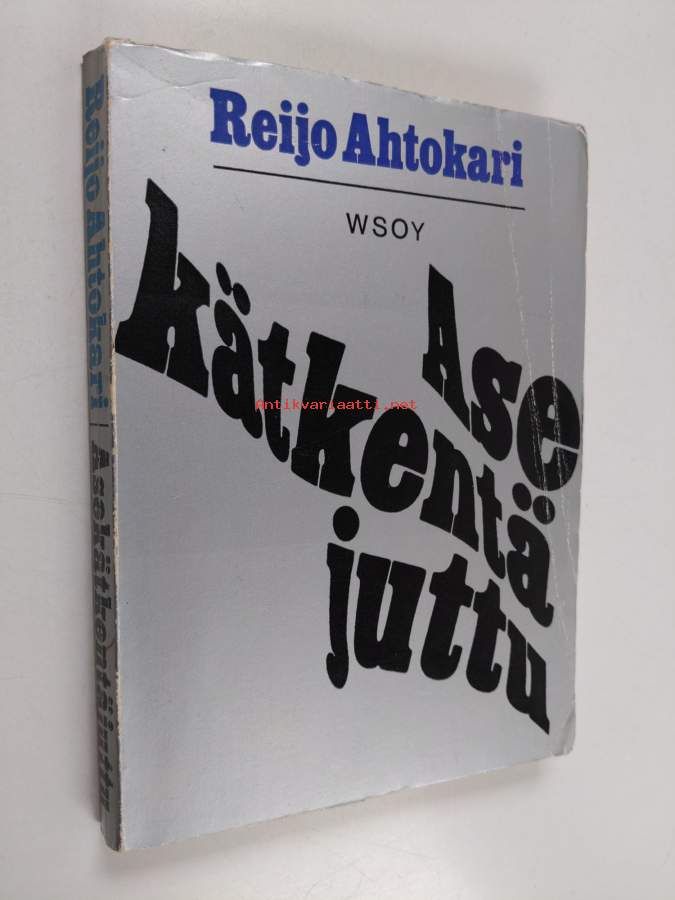 Reijo Ahtokari
WSOY
Ase
kätkentä
juttu
Reijo Ahtokari Asekätkentäjuttu
Antikvariaatti.net